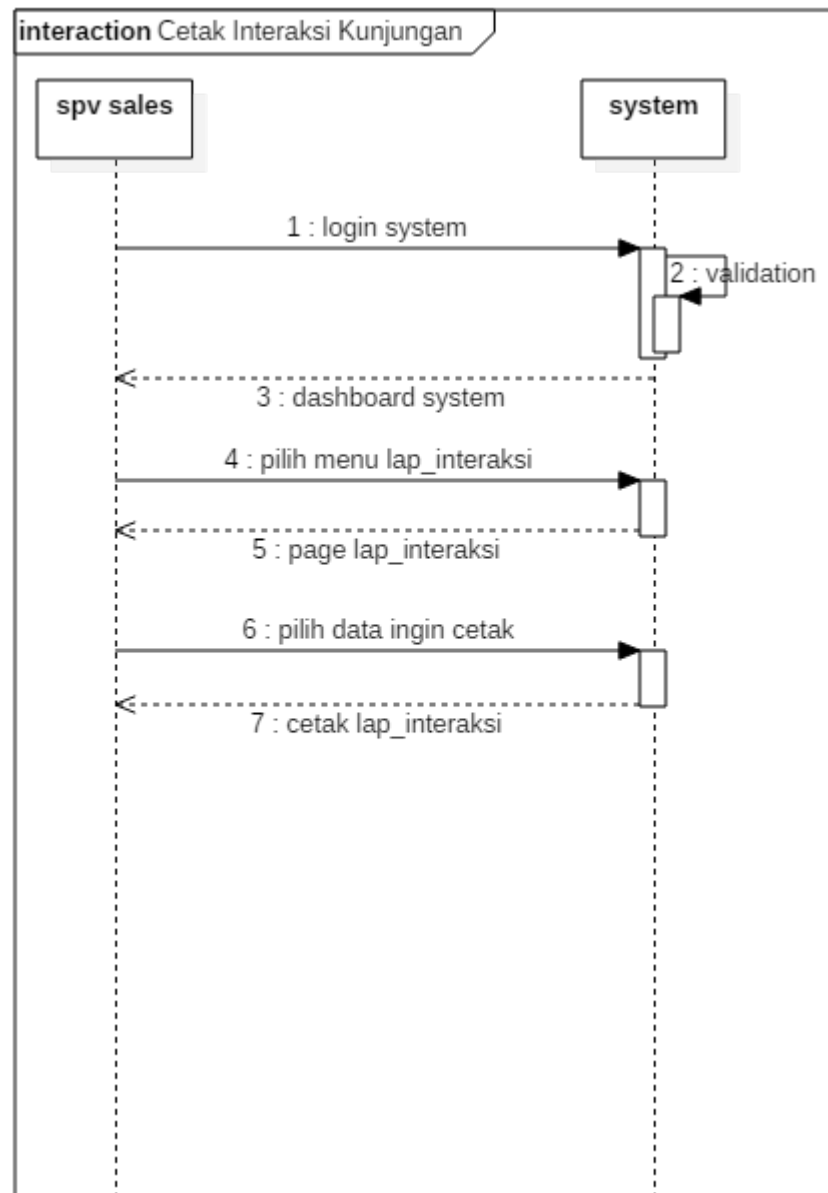 interaction Cetak Interaksi Kunjungan
spv sales
system
1 : login system
2 : validation
3 : dashboard system
4 : pilih menu lap_interaksi
5 : page lap_interaksi
6 : pilih data ingin cetak
7 : cetak lap_interaksi